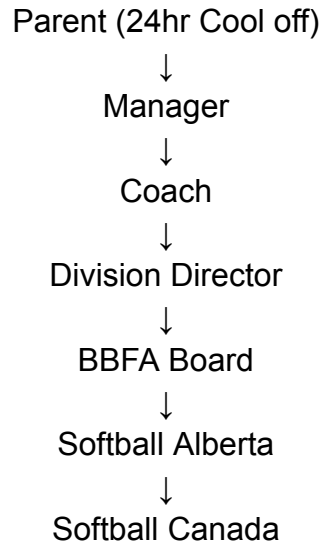 Parent (24hr Cool off)
↓
Manager
↓
Coach
↓
Division Director
↓
BBFA Board
↓
Softball Alberta
↓
Softball Canada